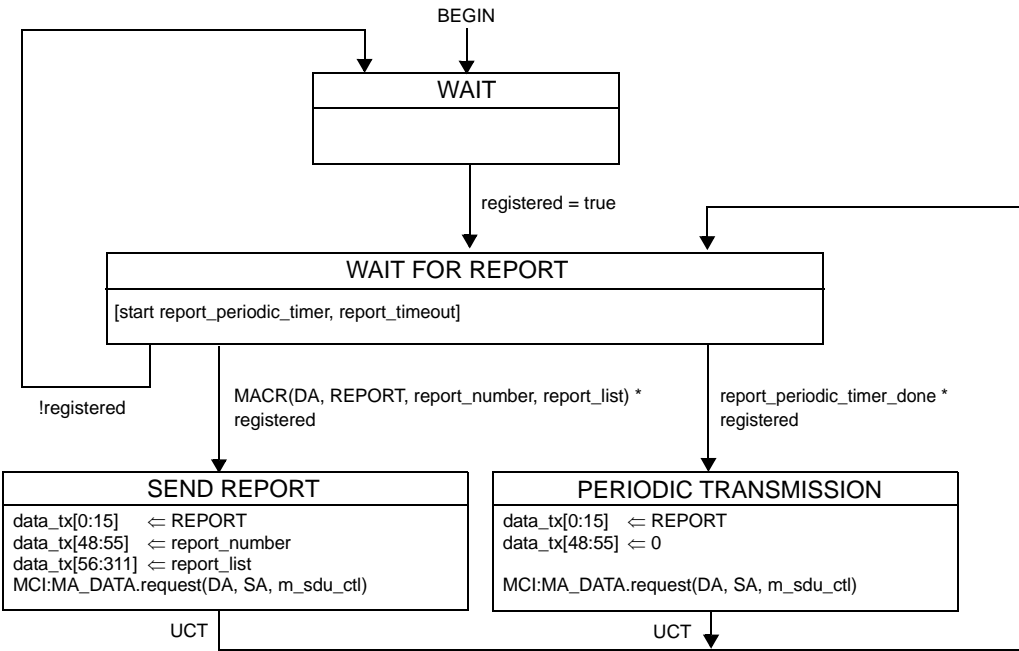 BEGIN
WAIT
registered = true
WAIT FOR REPORT
[start report_periodic_timer, report_timeout]
!registered
MACR(DA, REPORT, report_number, report_list) *
registered
report_periodic_timer_done *
registered
SEND REPORT
data_tx[0:15] ⇐ REPORT
data_tx[48:55] ⇐ report_number
data_tx[56:311] ⇐ report_list
MCI:MA_DATA.request(DA, SA, m_sdu_ctl)
UCT
PERIODIC TRANSMISSION
data_tx[0:15] ⇐ REPORT
data_tx[48:55] ⇐ 0
MCI:MA_DATA.request(DA, SA, m_sdu_ctl)
UCT